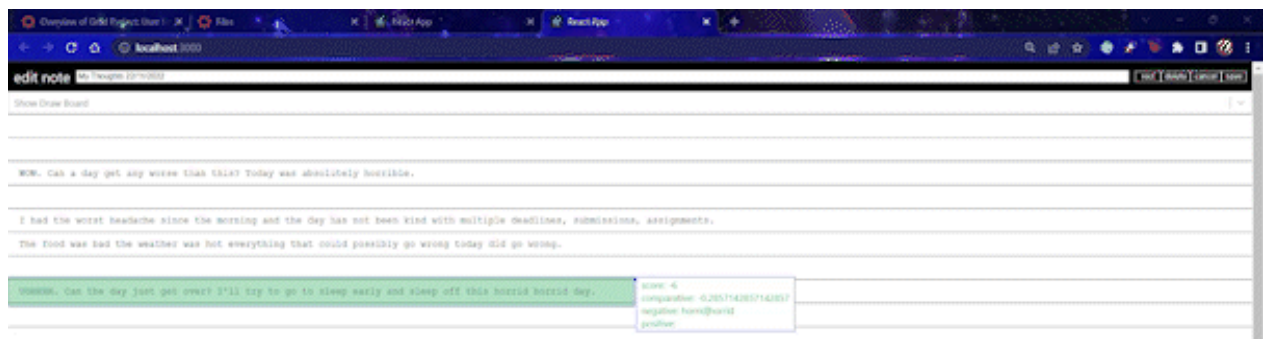 Overview of Grid Project: User
Files
React App
React App
localhost:3000
edit note My Thoughts 22/11/2022
delete cancel save
Show Draw Board
WOW. Can a day get any worse than this? Today was absolutely horrible.
I had the worst headache since the morning and the day has not been kind with multiple deadlines, submissions, assignments.
The food was bad the weather was hot everything that could possibly go wrong today did go wrong.
Can the day just get over? I'll try to go to sleep early and sleep off this horrid horrid day.
score: -6
comparative: -0.2857142857142857
negative: horrid,horrid
positive: